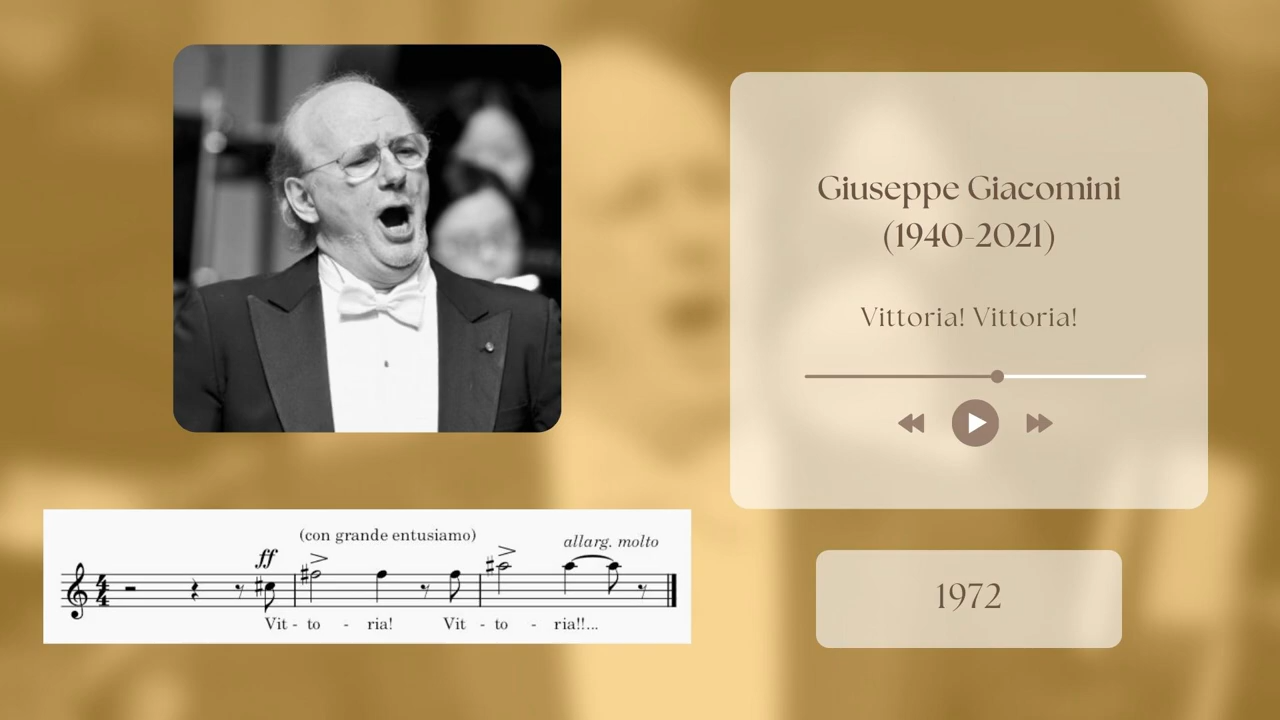 Giuseppe Giacomini
(1940-2021)
Vittoria! Vittoria!
(con grande entusiamo)
ff
allarg. molto
Vit - to - ria! Vit - to - ria!!...
1972